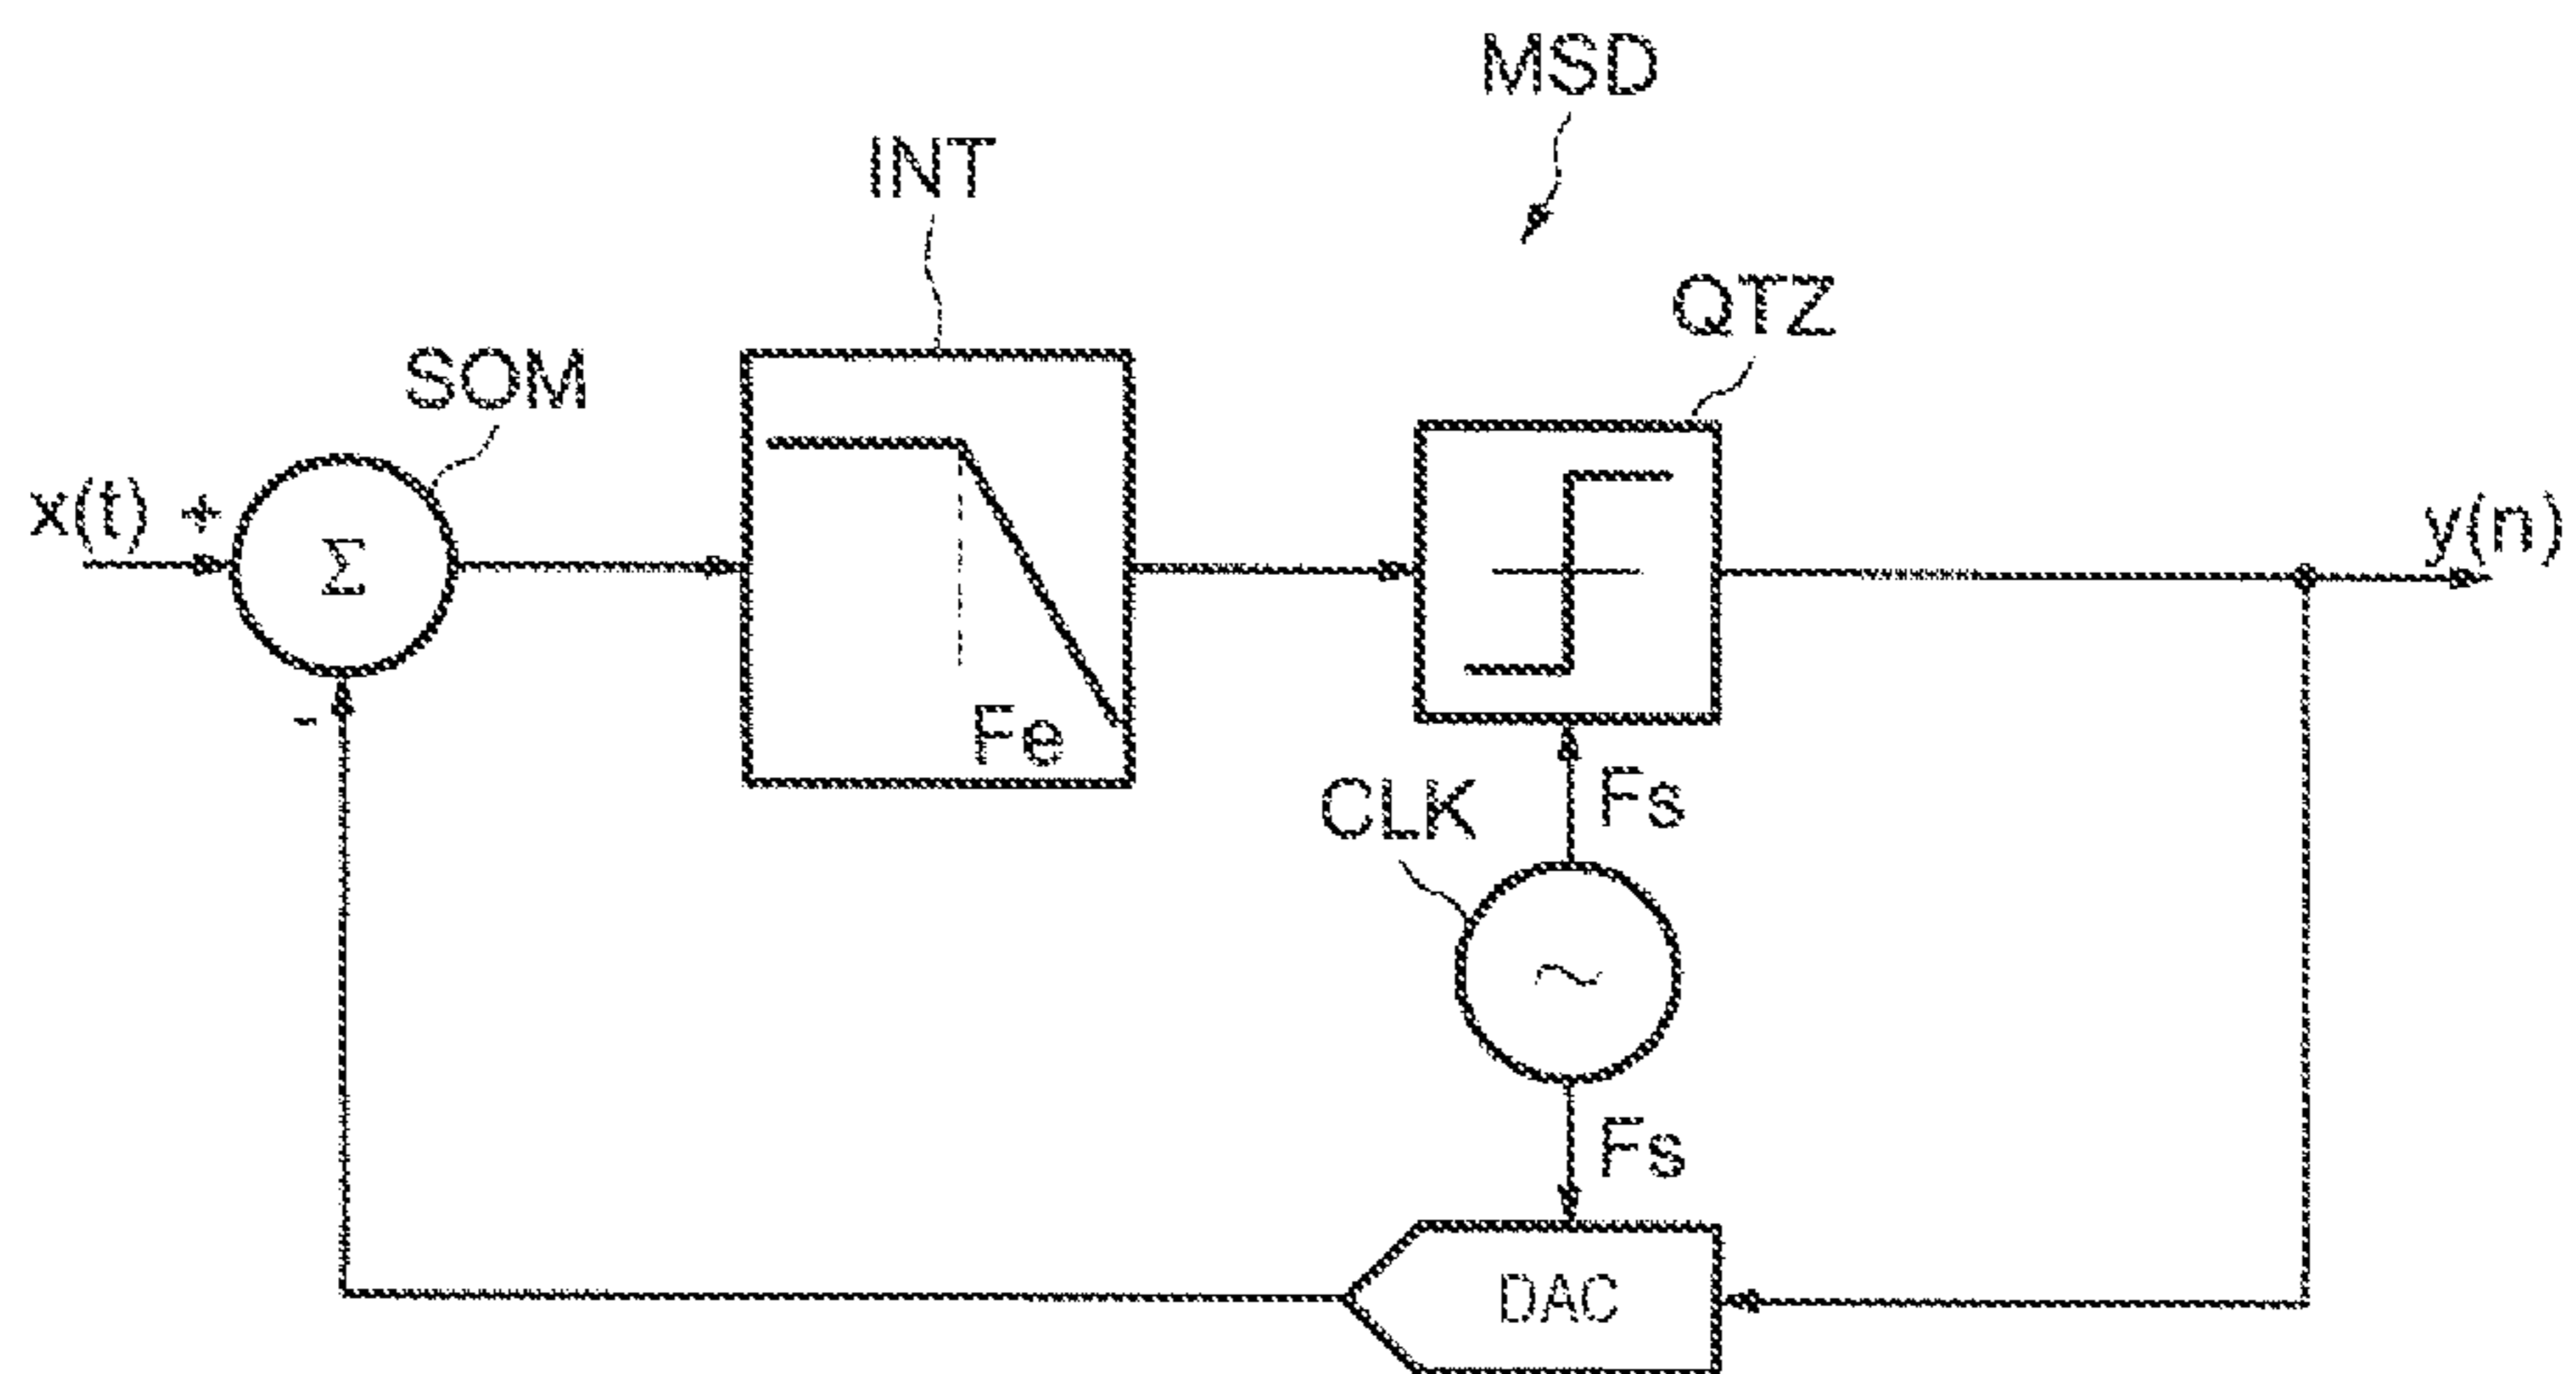 MSD
INT
QTZ
SOM
x(t) +
Σ
y(n)
-
Fe
CLK
Fs
~
Fs
DAC